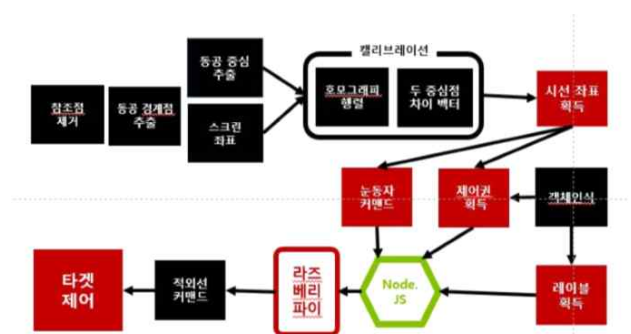 캘리브레이션
동공 중심
추출
참조점
제거
동공 경계점
추출
스크린
좌표
호모그래피
행렬
두 중심점
차이 벡터
시선 좌표
획득
눈동자
커맨드
제어권
획득
객체인식
타겟
제어
적외선
커맨드
라즈
베리
파이
Node.
JS
레이블
획득